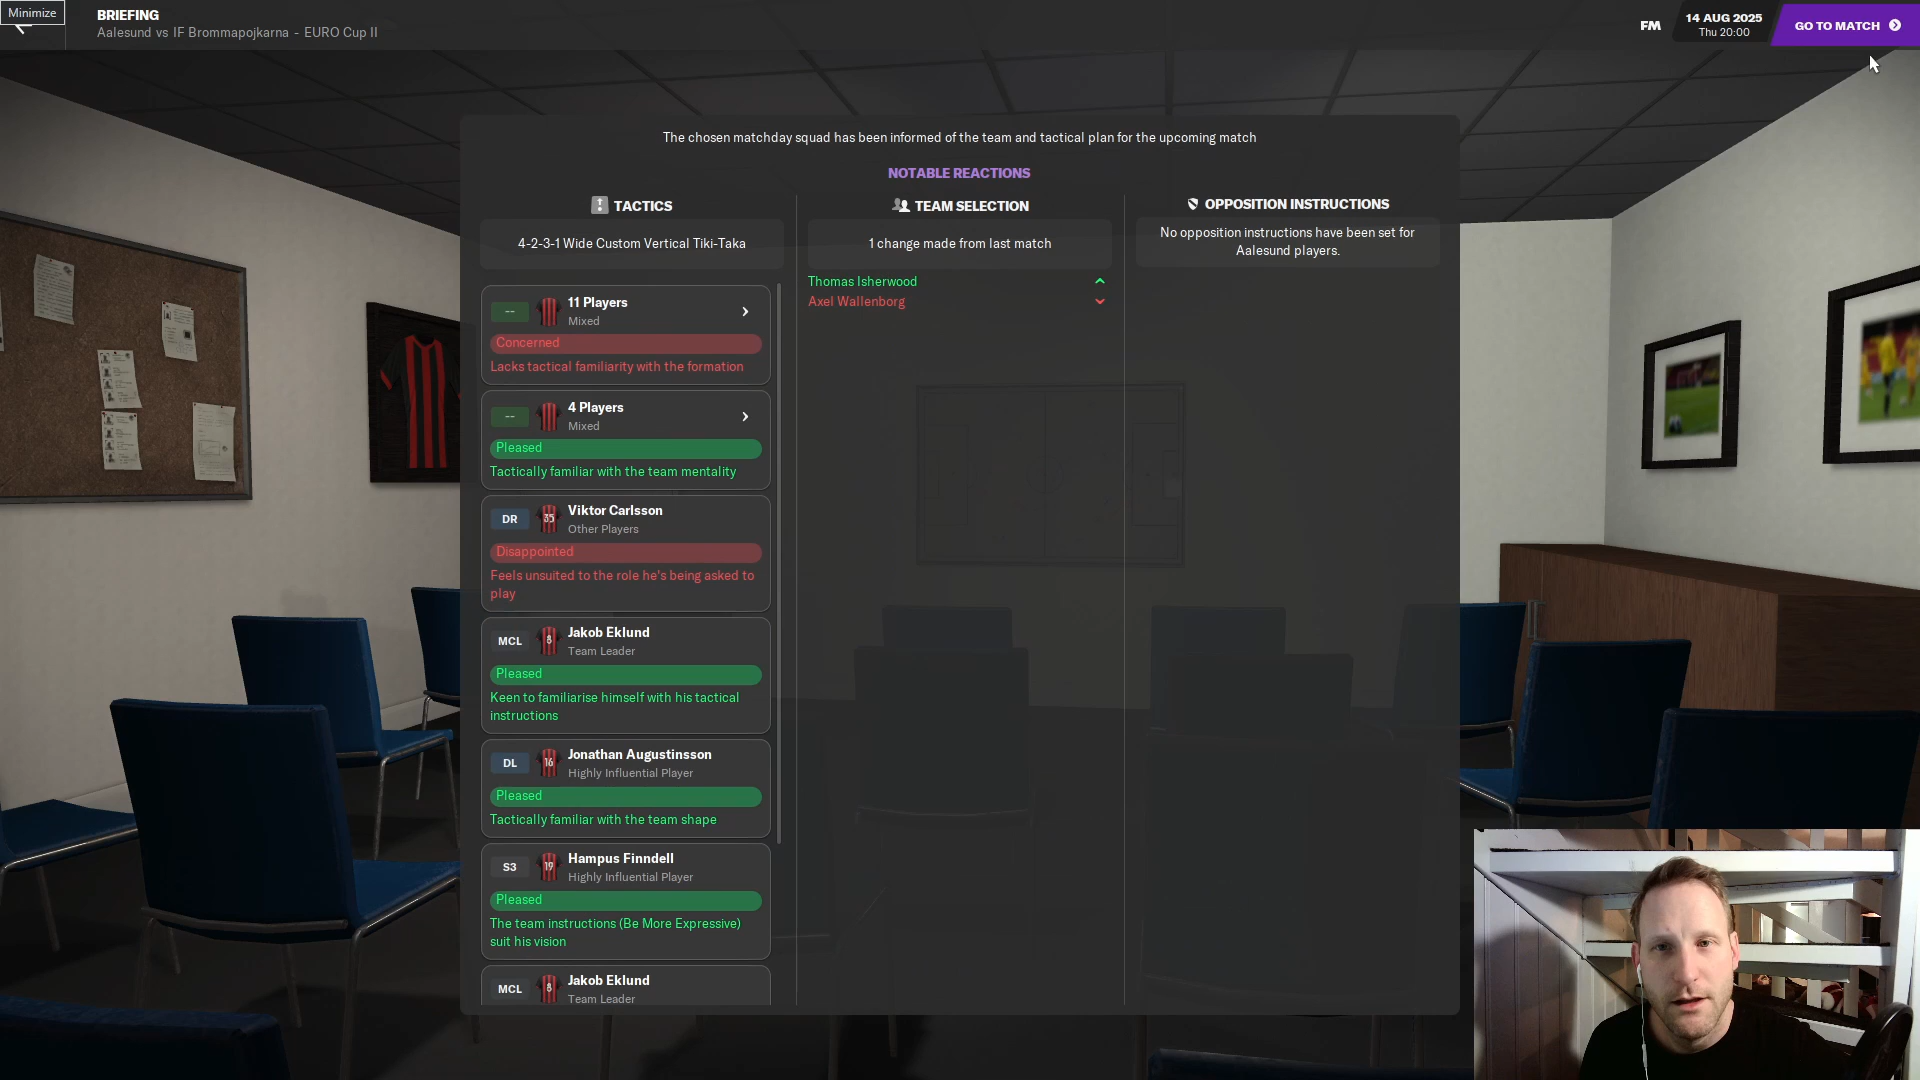 Minimize
BRIEFING
Aalesund vs IF Brommapojkarna - EURO Cup II
FM
14 AUG 2025
Thu 20:00
GO TO MATCH
The chosen matchday squad has been informed of the team and tactical plan for the upcoming match
NOTABLE REACTIONS
TACTICS
4-2-3-1 Wide Custom Vertical Tiki-Taka
--
11 Players
Mixed
Concerned
Lacks tactical familiarity with the formation
--
4 Players
Mixed
Pleased
Tactically familiar with the team mentality
DR
35
Viktor Carlsson
Other Players
Disappointed
Feels unsuited to the role he's being asked to
play
MCL
8
Jakob Eklund
Team Leader
Pleased
Keen to familiarise himself with his tactical
instructions
DL
16
Jonathan Augustinsson
Highly Influential Player
Pleased
Tactically familiar with the team shape
S3
19
Hampus Finndell
Highly Influential Player
Pleased
The team instructions (Be More Expressive)
suit his vision
MCL
8
Jakob Eklund
Team Leader
TEAM SELECTION
1 change made from last match
Thomas Isherwood
Axel Wallenborg
OPPOSITION INSTRUCTIONS
No opposition instructions have been set for
Aalesund players.